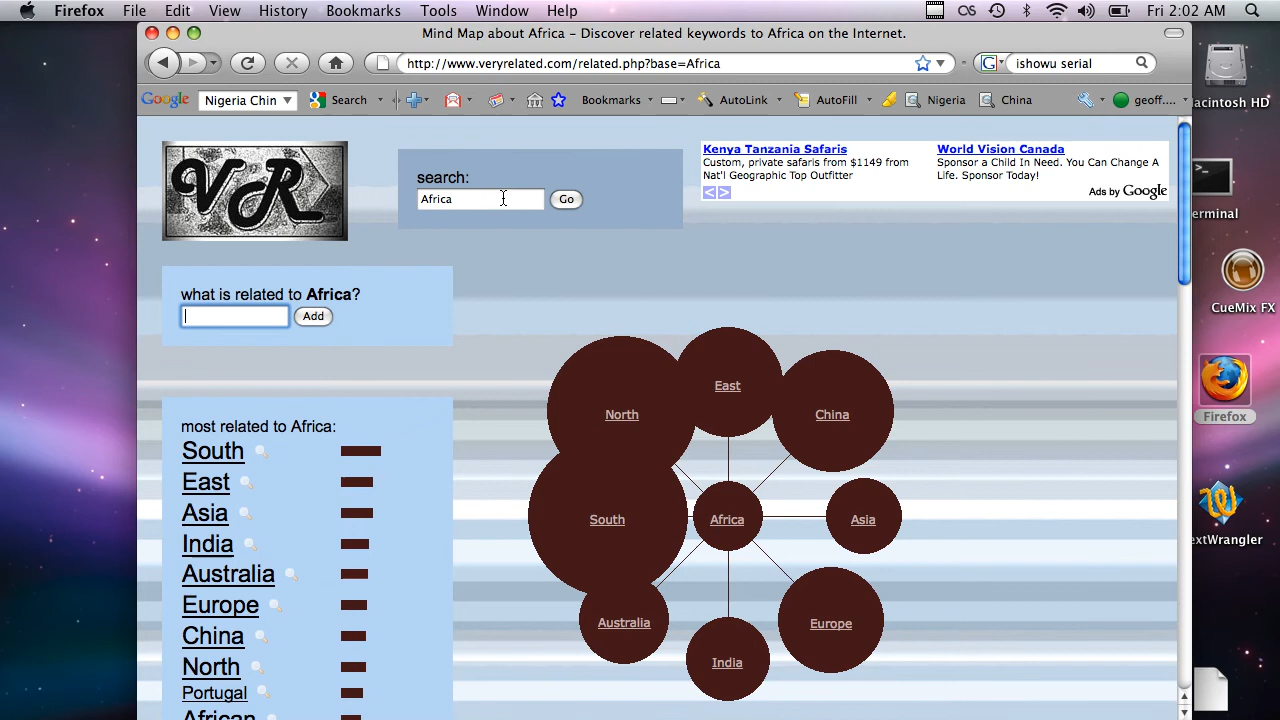 Firefox File Edit View History Bookmarks Tools Window Help
Fri 2:02 AM
Mind Map about Africa – Discover related keywords to Africa on the Internet.
http://www.veryrelated.com/related.php?base=Africa
ishowu serial
Google
Nigeria Chin
Search
Bookmarks
AutoLink
AutoFill
Nigeria
China
geoff....
acintosh HD
erminal
CueMix FX
Firefox
extWrangler
VR
search:
Africa
Go
Kenya Tanzania Safaris
Custom, private safaris from $1149 from
Nat'l Geographic Top Outfitter
World Vision Canada
Sponsor a Child In Need. You Can Change A
Life. Sponsor Today!
Ads by Google
what is related to Africa?
Add
most related to Africa:
South
East
Asia
India
Australia
Europe
China
North
Portugal
African
East
North
China
South
Africa
Asia
Australia
Europe
India